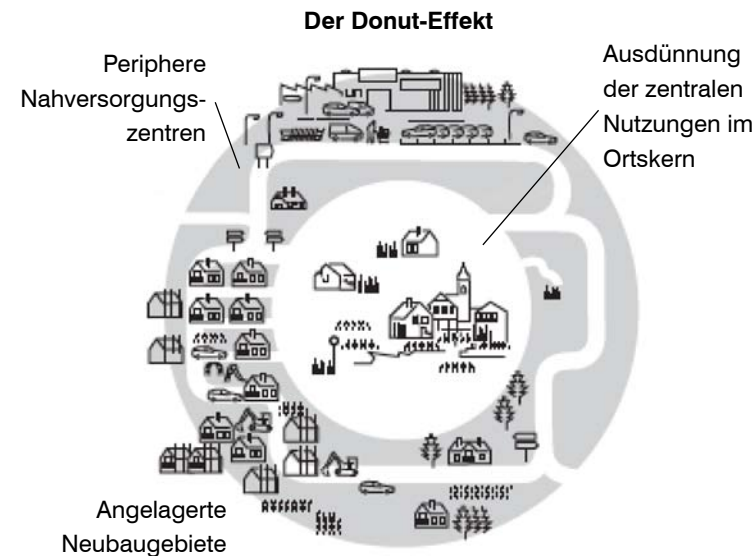 Der Donut-Effekt
Periphere
Nahversorgungs-
zentren
Ausdünnung
der zentralen
Nutzungen im
Ortskern
Angelagerte
Neubaugebiete